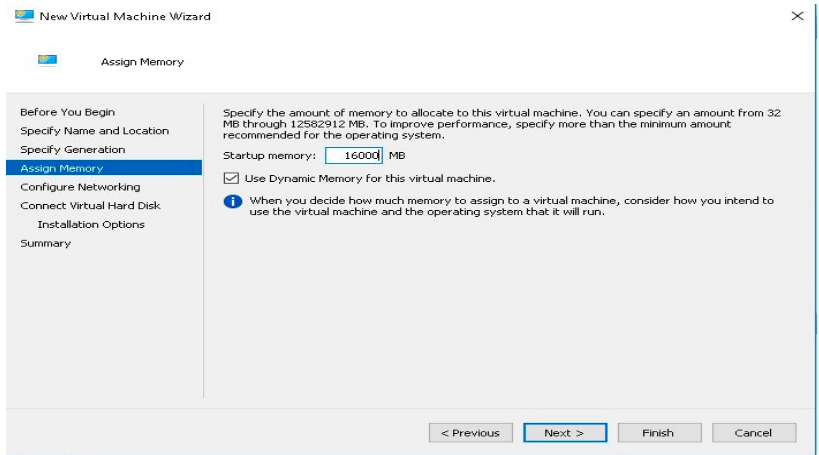 New Virtual Machine Wizard
Assign Memory
Before You Begin
Specify Name and Location
Specify Generation
Assign Memory
Configure Networking
Connect Virtual Hard Disk
Installation Options
Summary
Specify the amount of memory to allocate to this virtual machine. You can specify an amount from 32
MB through 12582912 MB. To improve performance, specify more than the minimum amount
recommended for the operating system.
Startup memory: 16000 MB
Use Dynamic Memory for this virtual machine.
When you decide how much memory to assign to a virtual machine, consider how you intend to
use the virtual machine and the operating system that it will run.
< Previous Next > Finish Cancel